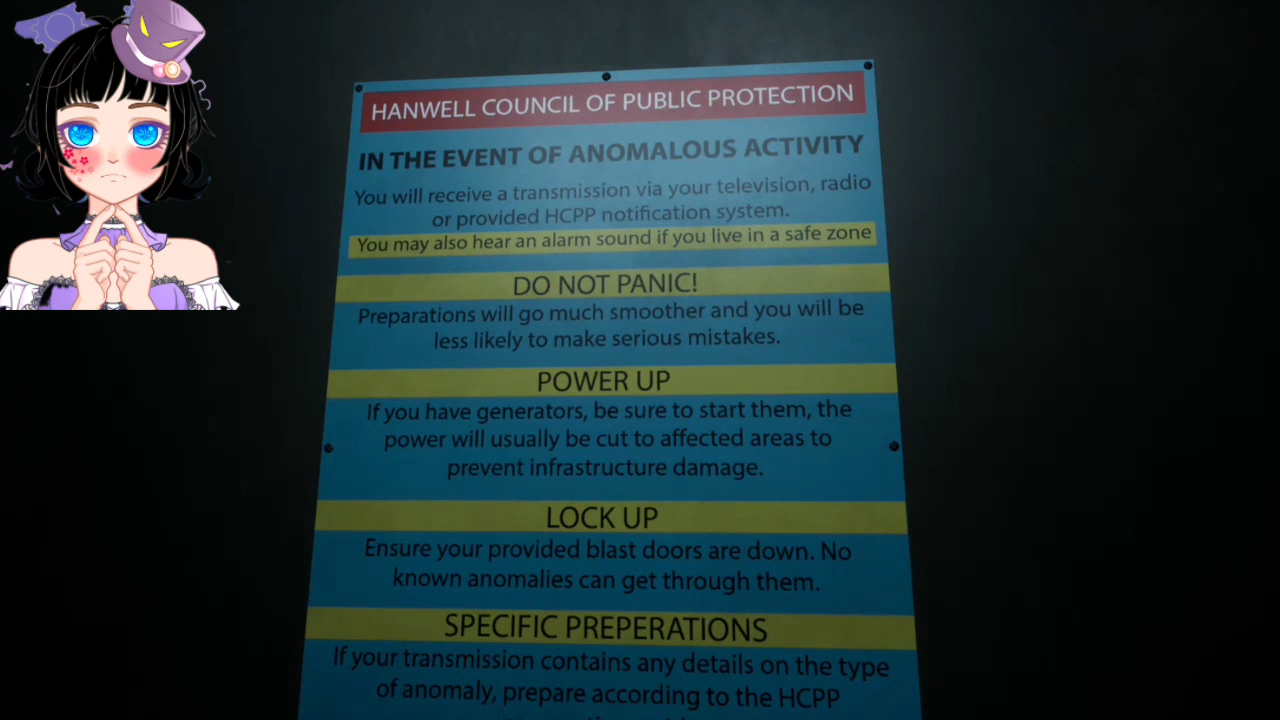 HANWELL COUNCIL OF PUBLIC PROTECTION
IN THE EVENT OF ANOMALOUS ACTIVITY
You will receive a transmission via your television, radio
or provided HCPP notification system.
You may also hear an alarm sound if you live in a safe zone
DO NOT PANIC!
Preparations will go much smoother and you will be
less likely to make serious mistakes.
POWER UP
If you have generators, be sure to start them, the
power will usually be cut to affected areas to
prevent infrastructure damage.
LOCK UP
Ensure your provided blast doors are down. No
known anomalies can get through them.
SPECIFIC PREPERATIONS
If your transmission contains any details on the type
of anomaly, prepare according to the HCPP